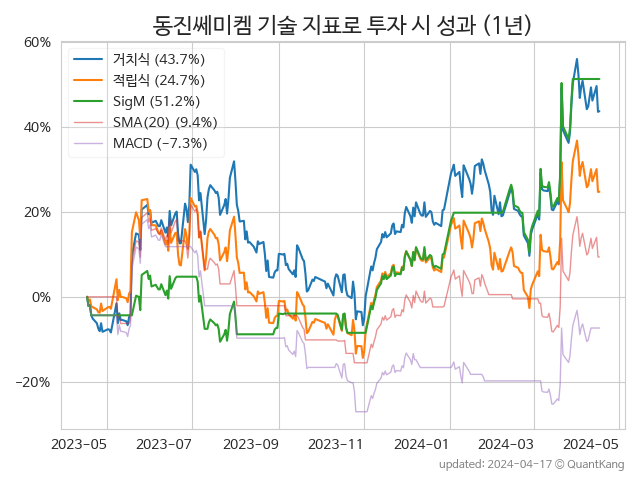 동진쎄미켐 기술 지표로 투자 시 성과 (1년)
60%
40%
20%
0%
−20%
거치식 (43.7%)
적립식 (24.7%)
SigM (51.2%)
SMA(20) (9.4%)
MACD (−7.3%)
2023-05 2023-07 2023-09 2023-11 2024-01 2024-03 2024-05
updated: 2024-04-17 ⓒ QuantKang